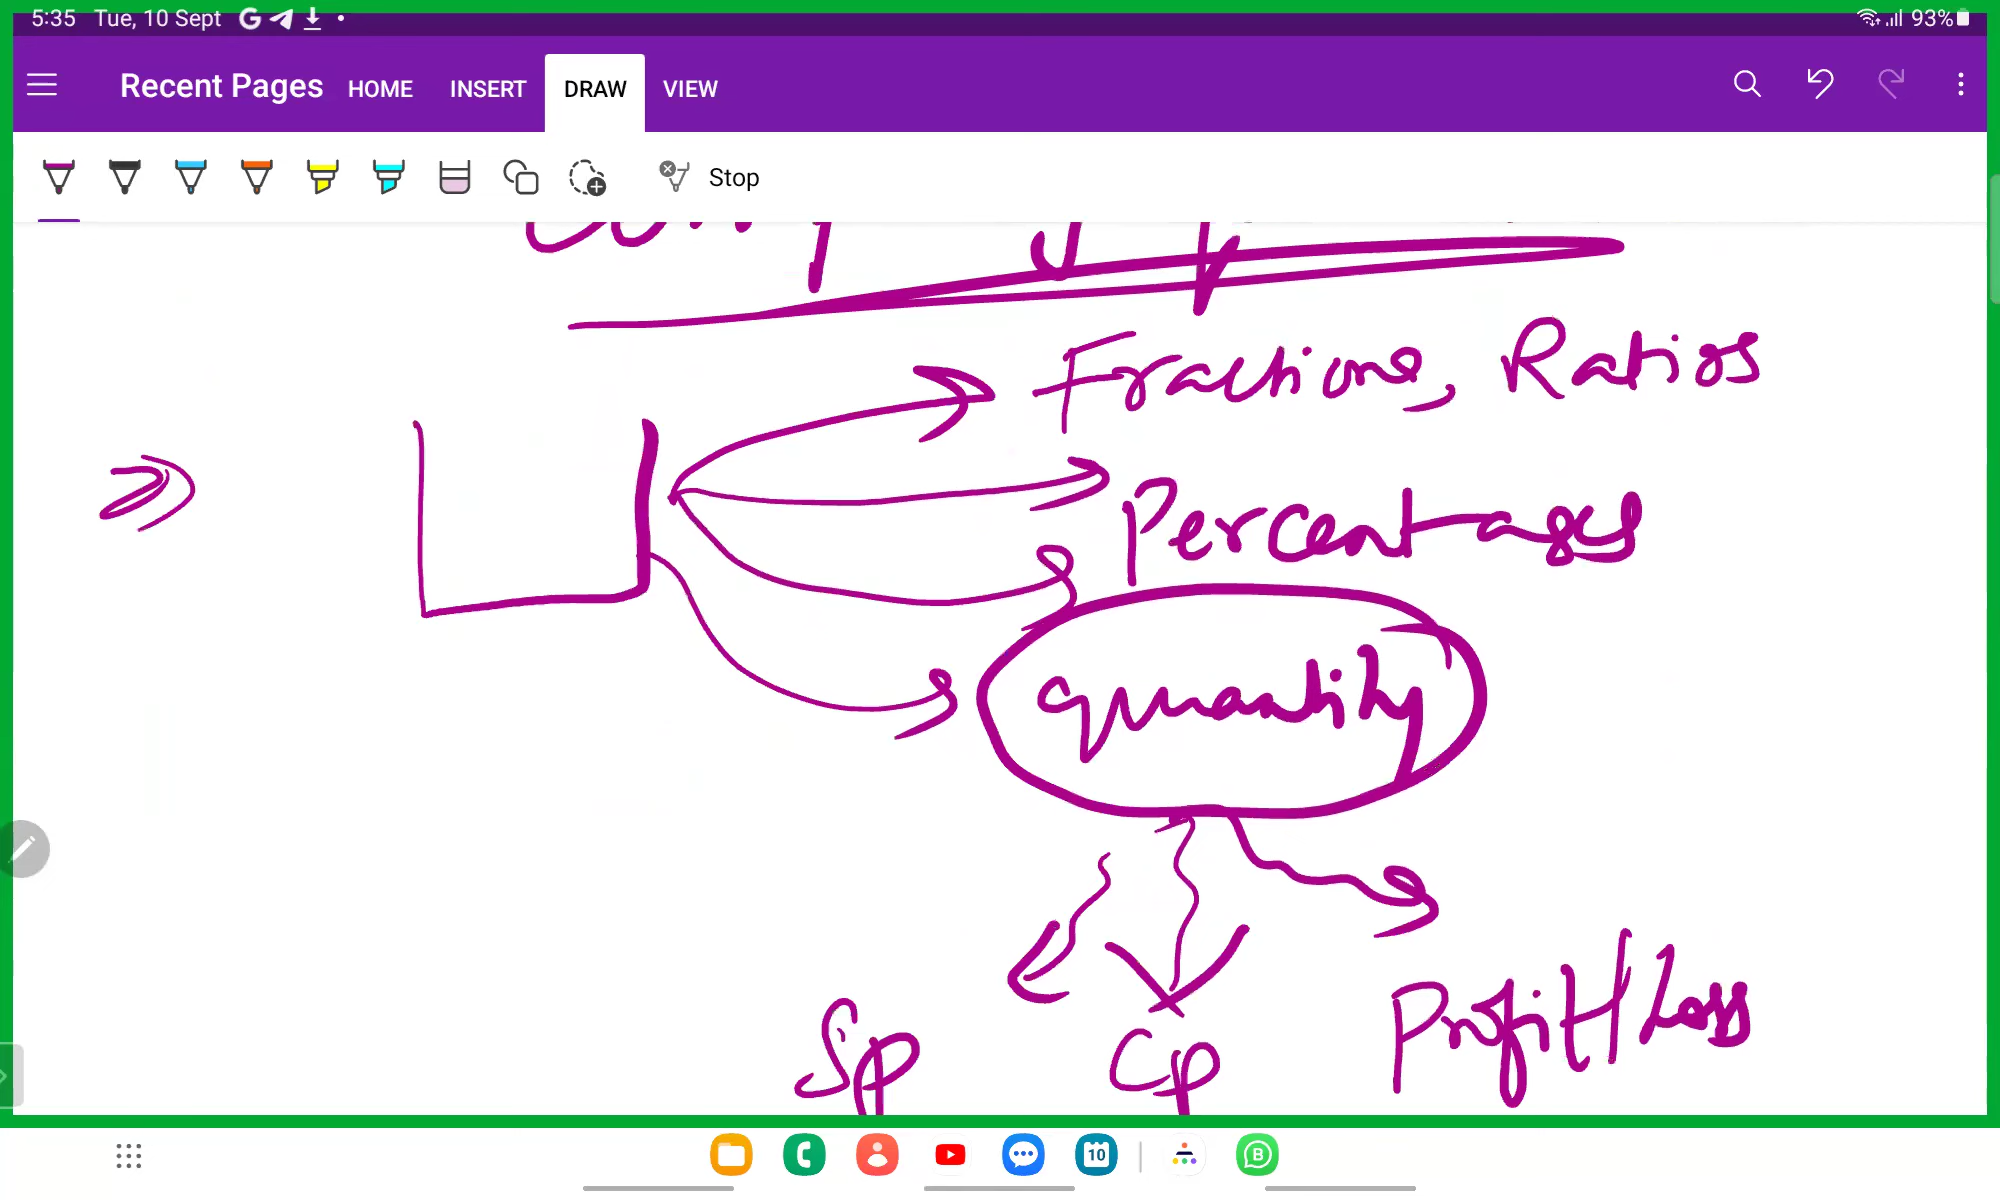 5:35 Tue, 10 Sept 93%
Recent Pages HOME INSERT DRAW VIEW
Stop
Fractions, Ratios
Percentages
quantity
Sp Cp Profit/Loss
10